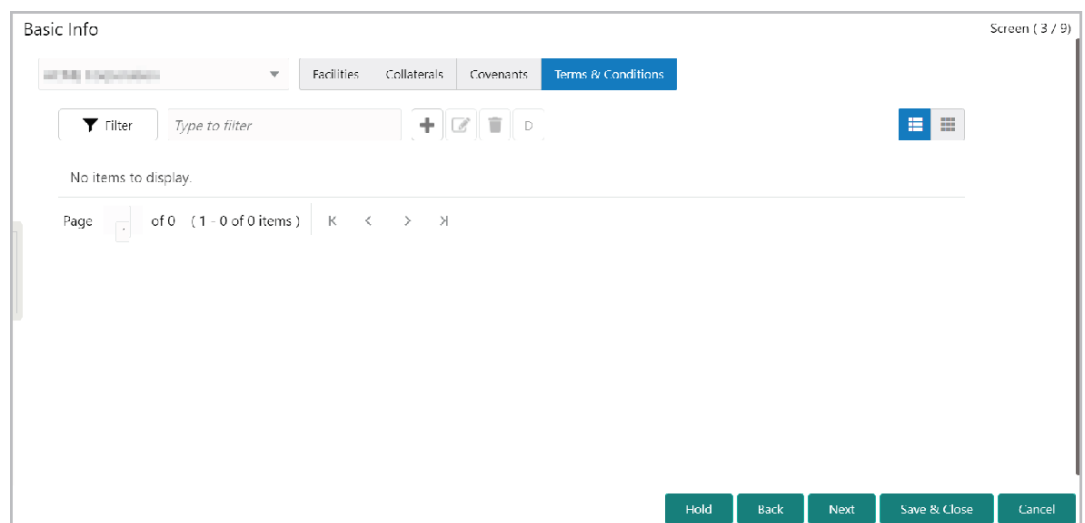 Basic Info Screen ( 3 / 9)
Facilities Collaterals Covenants Terms & Conditions
Filter Type to filter D
No items to display.
Page of 0 ( 1 - 0 of 0 items )
Hold Back Next Save & Close Cancel